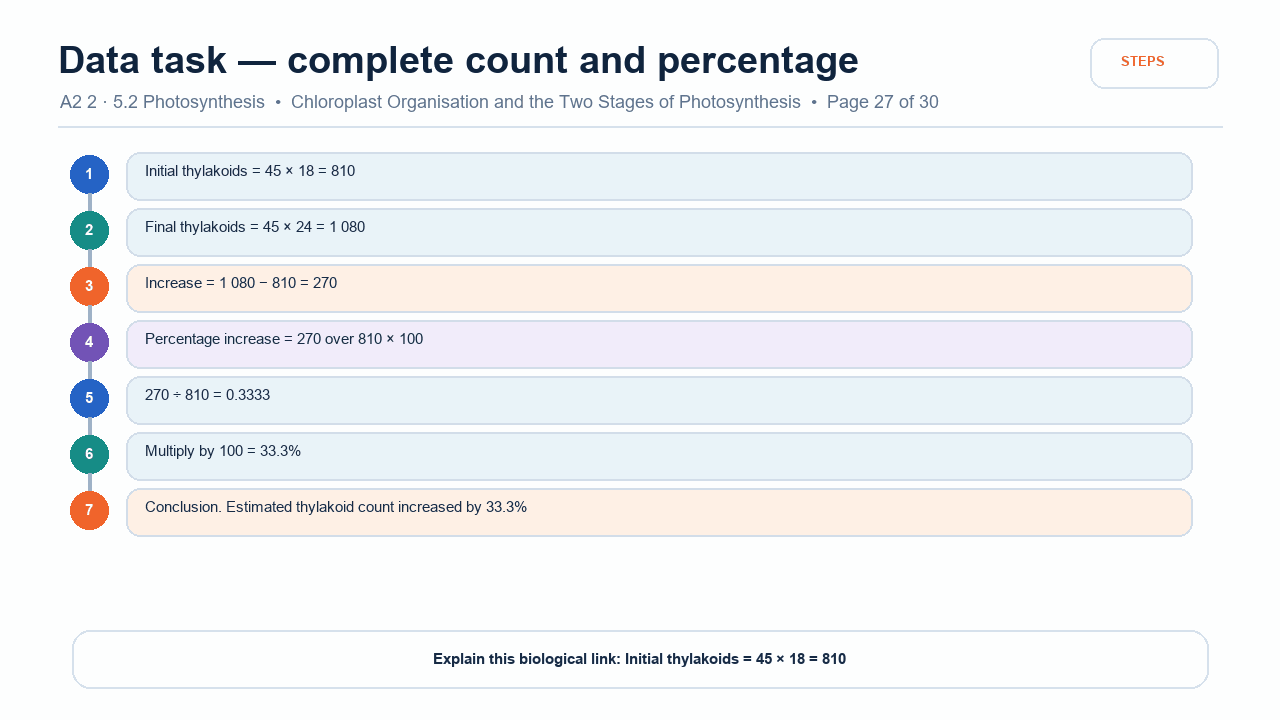 Data task — complete count and percentage
STEPS
A2 2 · 5.2 Photosynthesis • Chloroplast Organisation and the Two Stages of Photosynthesis • Page 27 of 30
1 Initial thylakoids = 45 × 18 = 810
2 Final thylakoids = 45 × 24 = 1 080
3 Increase = 1 080 − 810 = 270
4 Percentage increase = 270 over 810 × 100
5 270 ÷ 810 = 0.3333
6 Multiply by 100 = 33.3%
7 Conclusion. Estimated thylakoid count increased by 33.3%
Explain this biological link: Initial thylakoids = 45 × 18 = 810